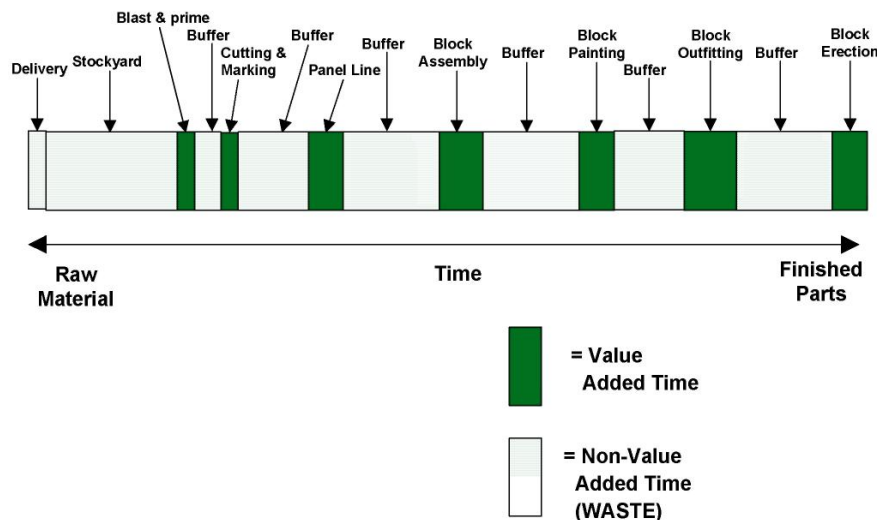 Delivery
Stockyard
Blast & prime
Buffer
Cutting &
Marking
Buffer
Panel Line
Buffer
Block
Assembly
Buffer
Block
Painting
Buffer
Block
Outfitting
Buffer
Block
Erection
Raw
Material
Time
Finished
Parts
= Value
Added Time
= Non-Value
Added Time
(WASTE)